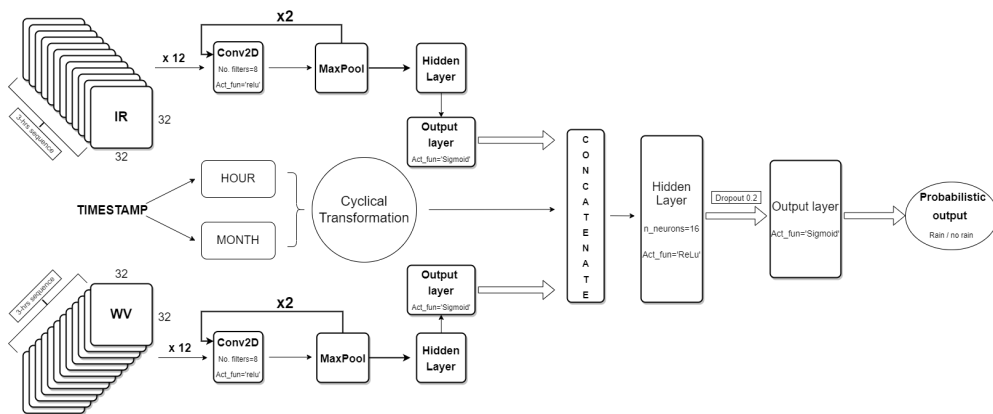 x2
x 12
Conv2D
No. filters=8
Act_fun='relu'
MaxPool
Hidden
Layer
IR
32
32
3-hrs sequence
Output
layer
Act_fun='Sigmoid'
TIMESTAMP
HOUR
MONTH
Cyclical
Transformation
CONCATENATE
Hidden
Layer
n_neurons=16
Act_fun='ReLu'
Dropout 0.2
Output layer
Act_fun='Sigmoid'
Probabilistic
output
Rain / no rain
32
3-hrs sequence
WV
32
x 12
x2
Conv2D
No. filters=8
Act_fun='relu'
MaxPool
Hidden
Layer
Output
layer
Act_fun='Sigmoid'